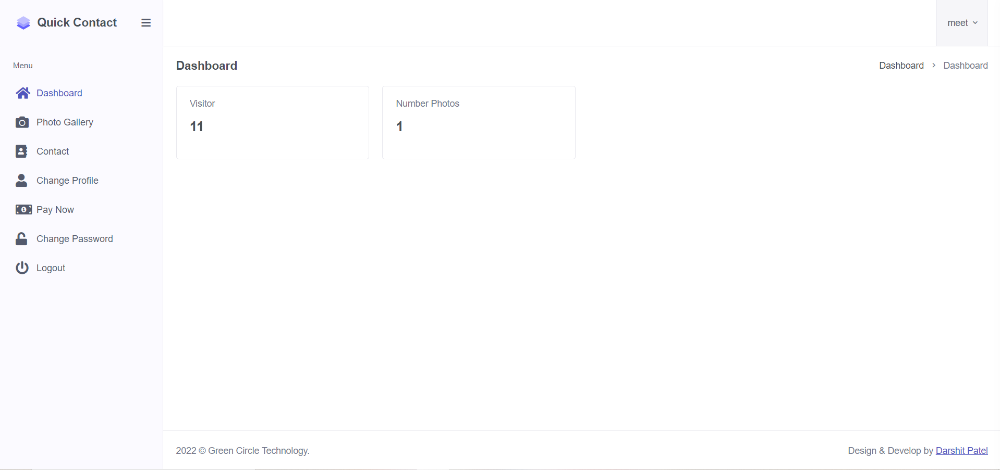 Quick Contact
meet
Menu
Dashboard
Photo Gallery
Contact
Change Profile
Pay Now
Change Password
Logout
Dashboard
Dashboard > Dashboard
Visitor
11
Number Photos
1
2022 © Green Circle Technology.
Design & Develop by Darshit Patel